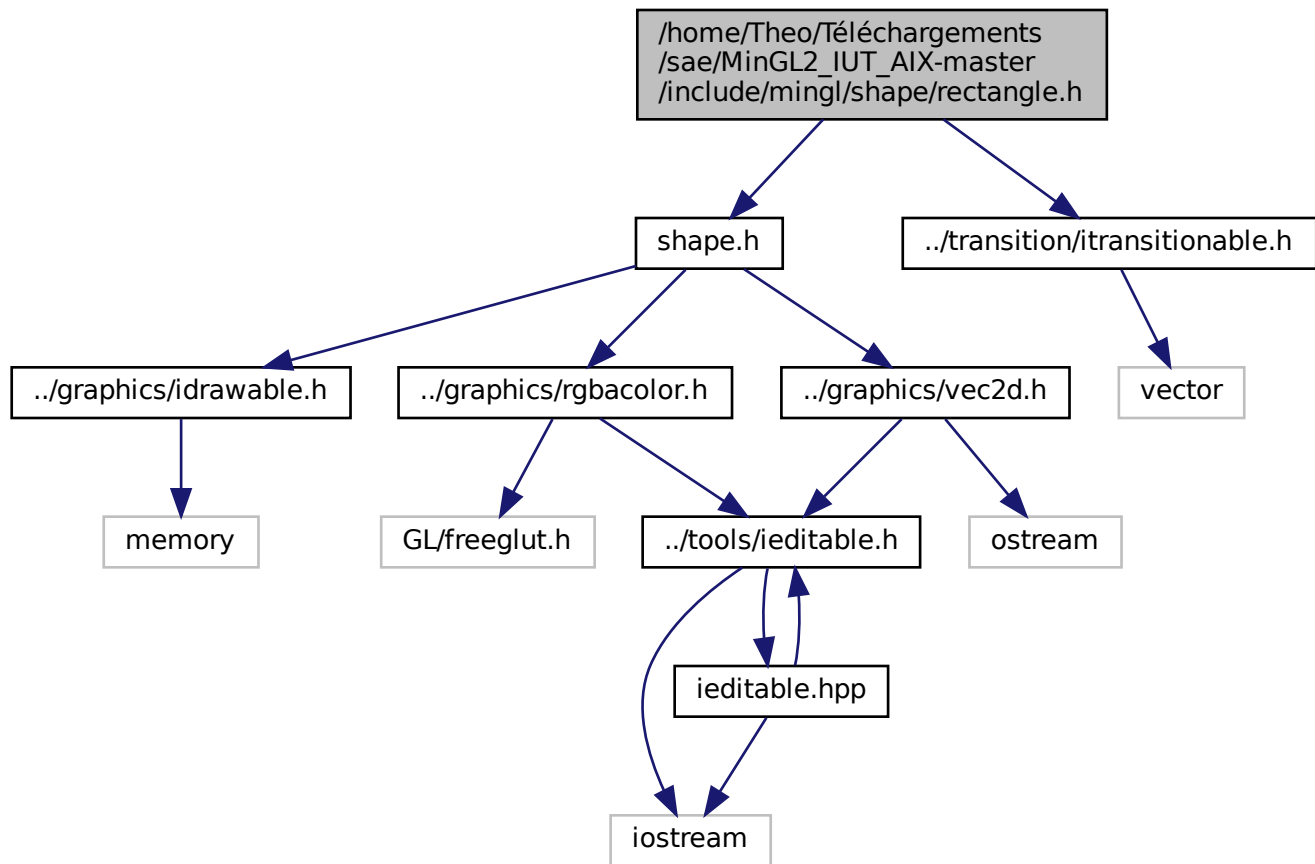 /home/Theo/Téléchargements
/sae/MinGL2_IUT_AIX-master
/include/mingl/shape/rectangle.h
shape.h
../transition/itransitionable.h
../graphics/idrawable.h
../graphics/rgbacolor.h
../graphics/vec2d.h
vector
memory
GL/freeglut.h
../tools/ieditable.h
ostream
ieditable.hpp
iostream